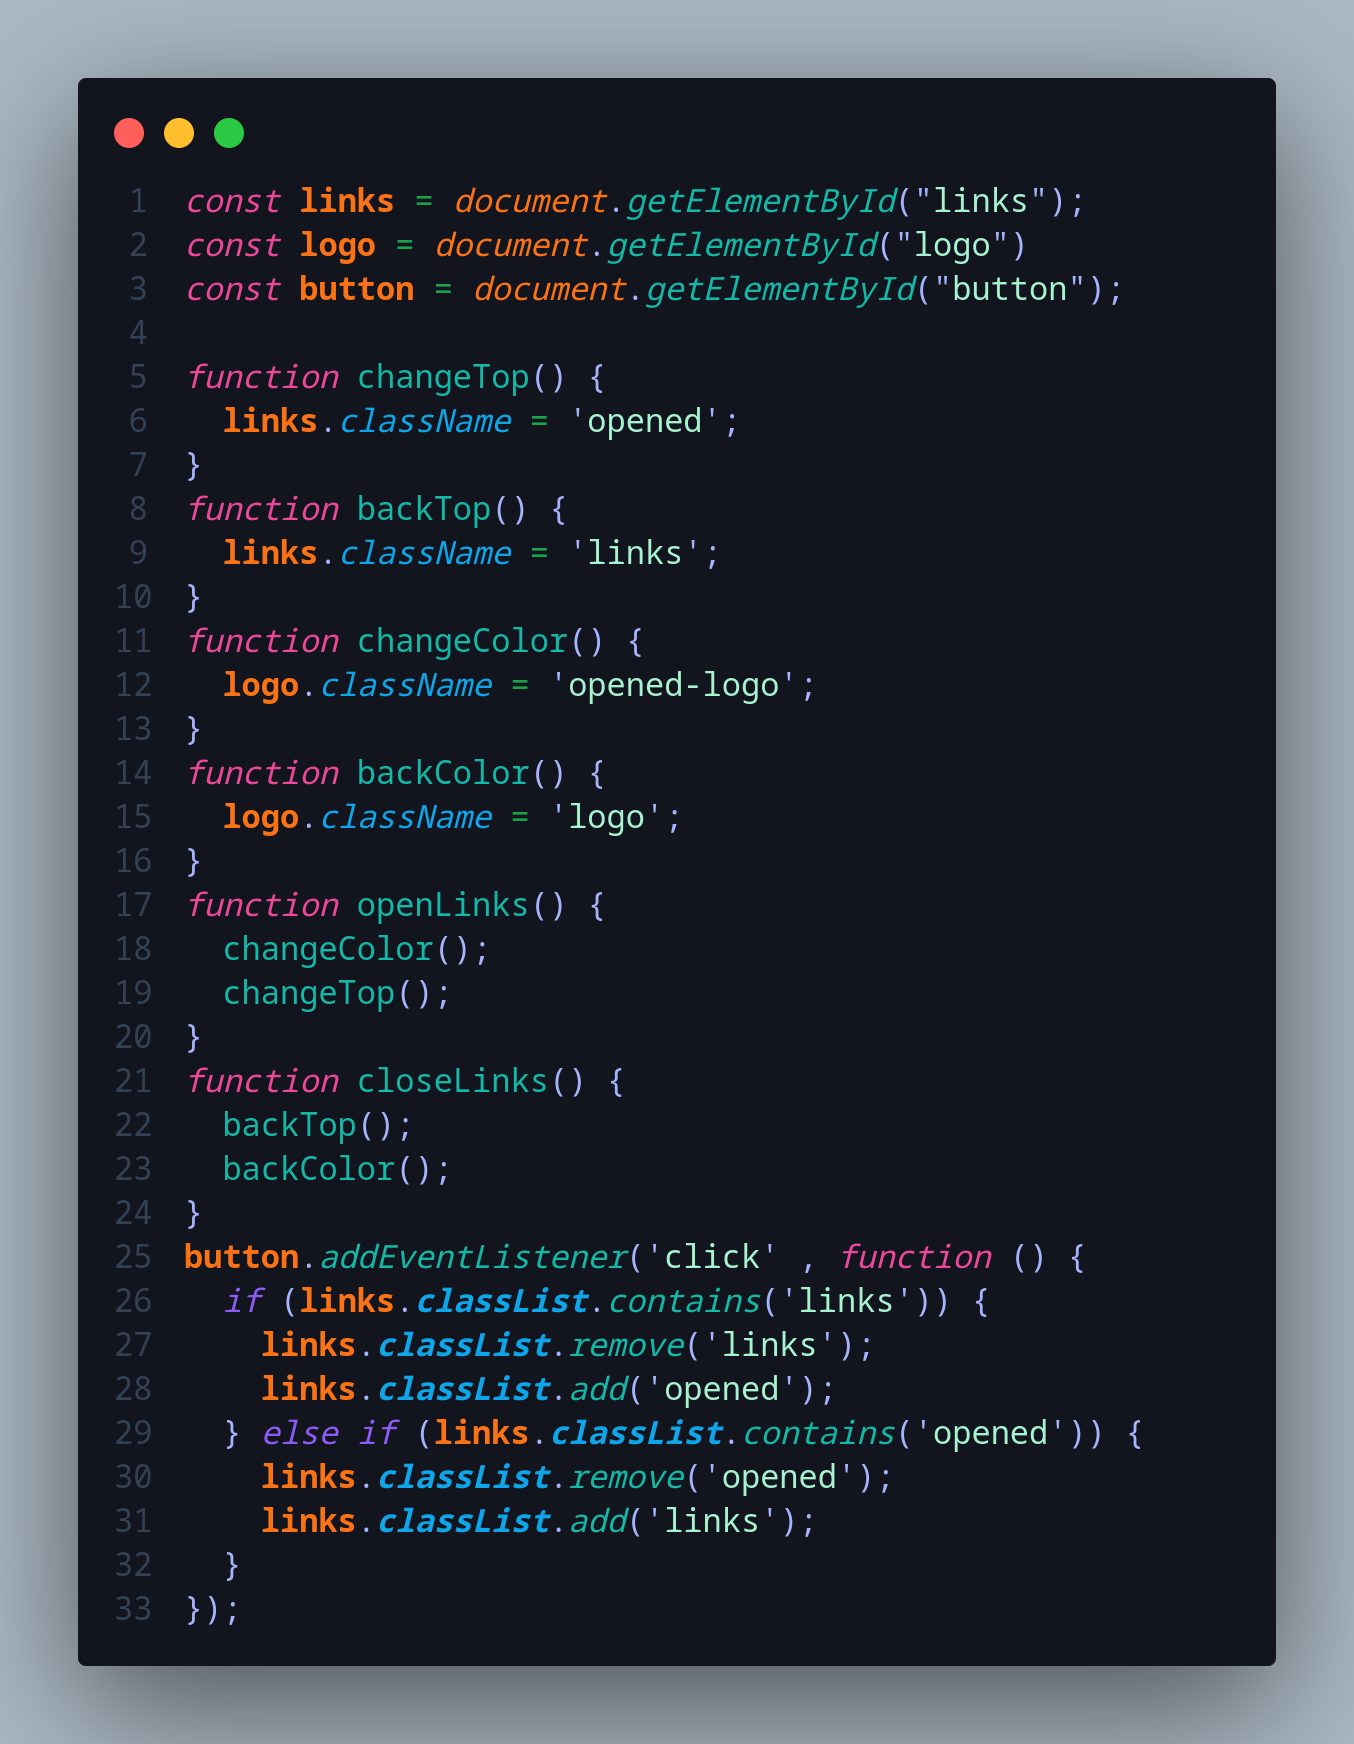 1 const links = document.getElementById("links");
2 const logo = document.getElementById("logo")
3 const button = document.getElementById("button");
4
5 function changeTop() {
6   links.className = 'opened';
7 }
8 function backTop() {
9   links.className = 'links';
10 }
11 function changeColor() {
12   logo.className = 'opened-logo';
13 }
14 function backColor() {
15   logo.className = 'logo';
16 }
17 function openLinks() {
18   changeColor();
19   changeTop();
20 }
21 function closeLinks() {
22   backTop();
23   backColor();
24 }
25 button.addEventListener('click' , function () {
26   if (links.classList.contains('links')) {
27     links.classList.remove('links');
28     links.classList.add('opened');
29   } else if (links.classList.contains('opened')) {
30     links.classList.remove('opened');
31     links.classList.add('links');
32   }
33 });